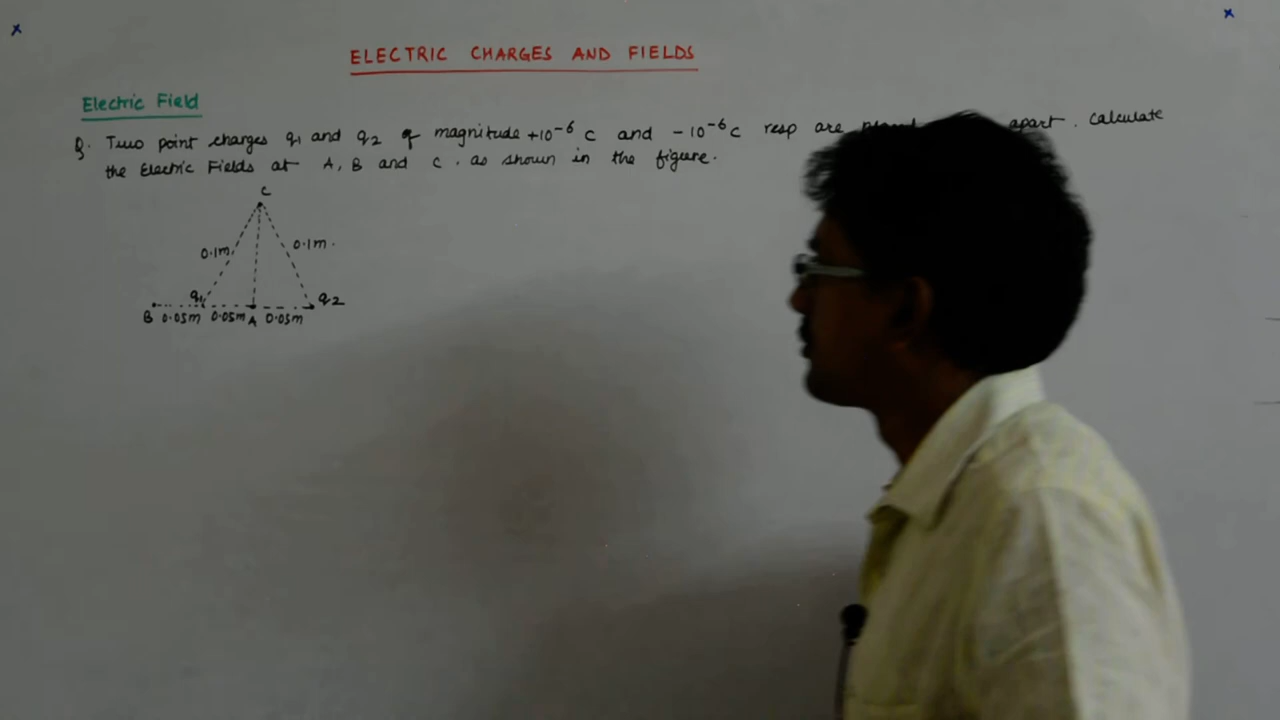 x
x
ELECTRIC CHARGES AND FIELDS
Electric Field
Q. Two point charges q1 and q2 of magnitude +10⁻⁶ C and -10⁻⁶ C resp are apart. Calculate
the Electric Fields at A, B and C, as shown in the figure.
C
0.1m
0.1m.
q1
q2
B 0.05m 0.05m A 0.05m